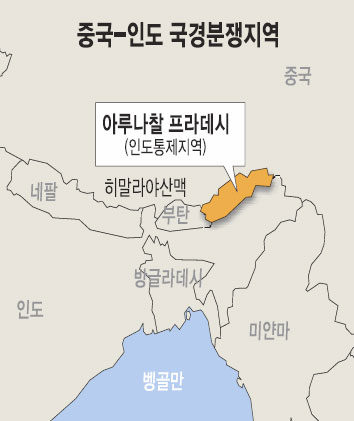 중국-인도 국경분쟁지역
중국
아루나찰 프라데시
(인도통제지역)
네팔
히말라야산맥
부탄
방글라데시
인도
미얀마
벵골만